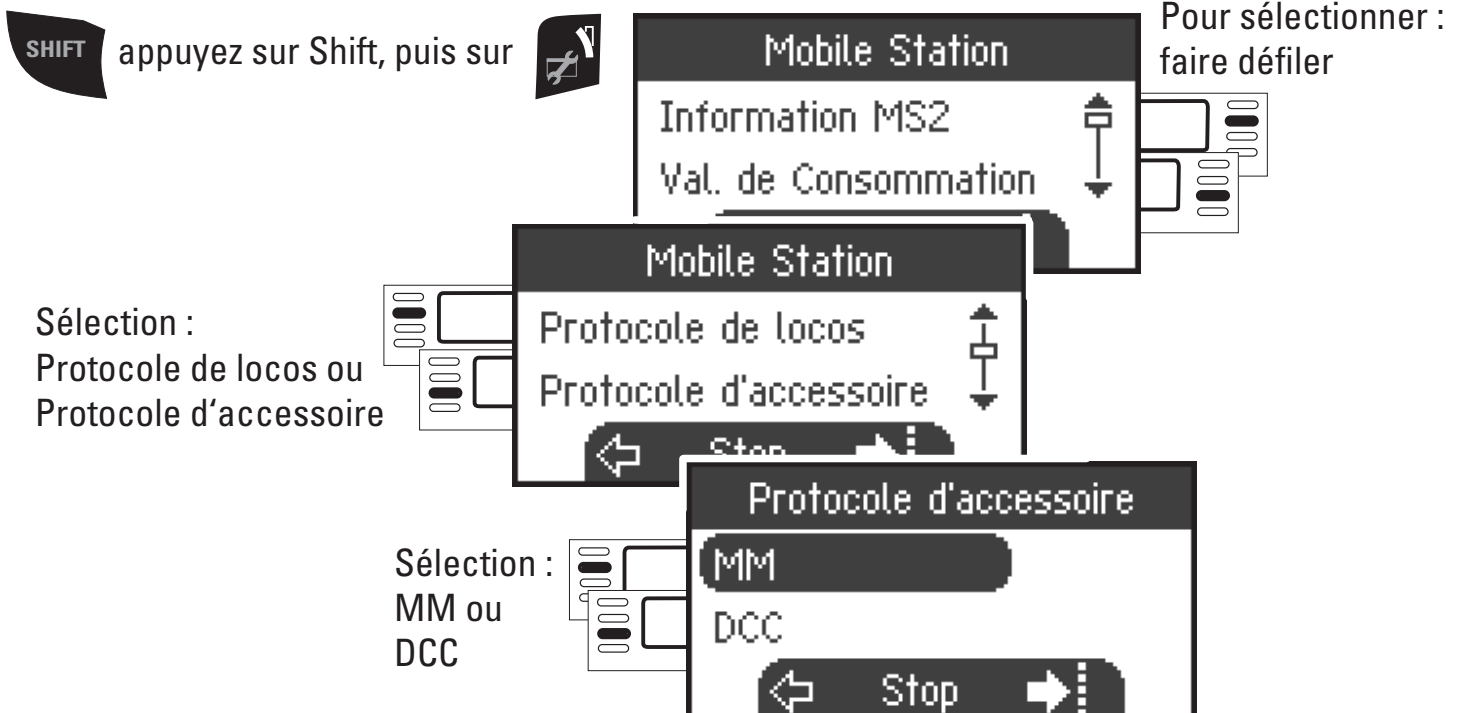 SHIFT appuyez sur Shift, puis sur
Mobile Station
Information MS2
Val. de Consommation
Pour sélectionner :
faire défiler
Sélection :
Protocole de locos ou
Protocole d‘accessoire
Mobile Station
Protocole de locos
Protocole d'accessoire
Stop
Sélection :
MM ou
DCC
Protocole d'accessoire
MM
DCC
Stop